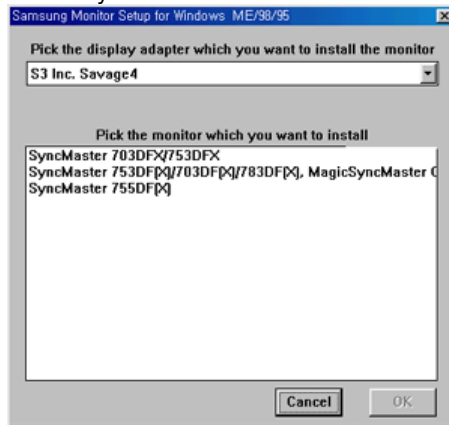 Samsung Monitor Setup for Windows ME/98/95
Pick the display adapter which you want to install the monitor
S3 Inc. Savage4
Pick the monitor which you want to install
SyncMaster 703DFX/753DFX
SyncMaster 753DF[X]/703DF[X]/783DF[X], MagicSyncMaster
SyncMaster 755DF[X]
Cancel OK